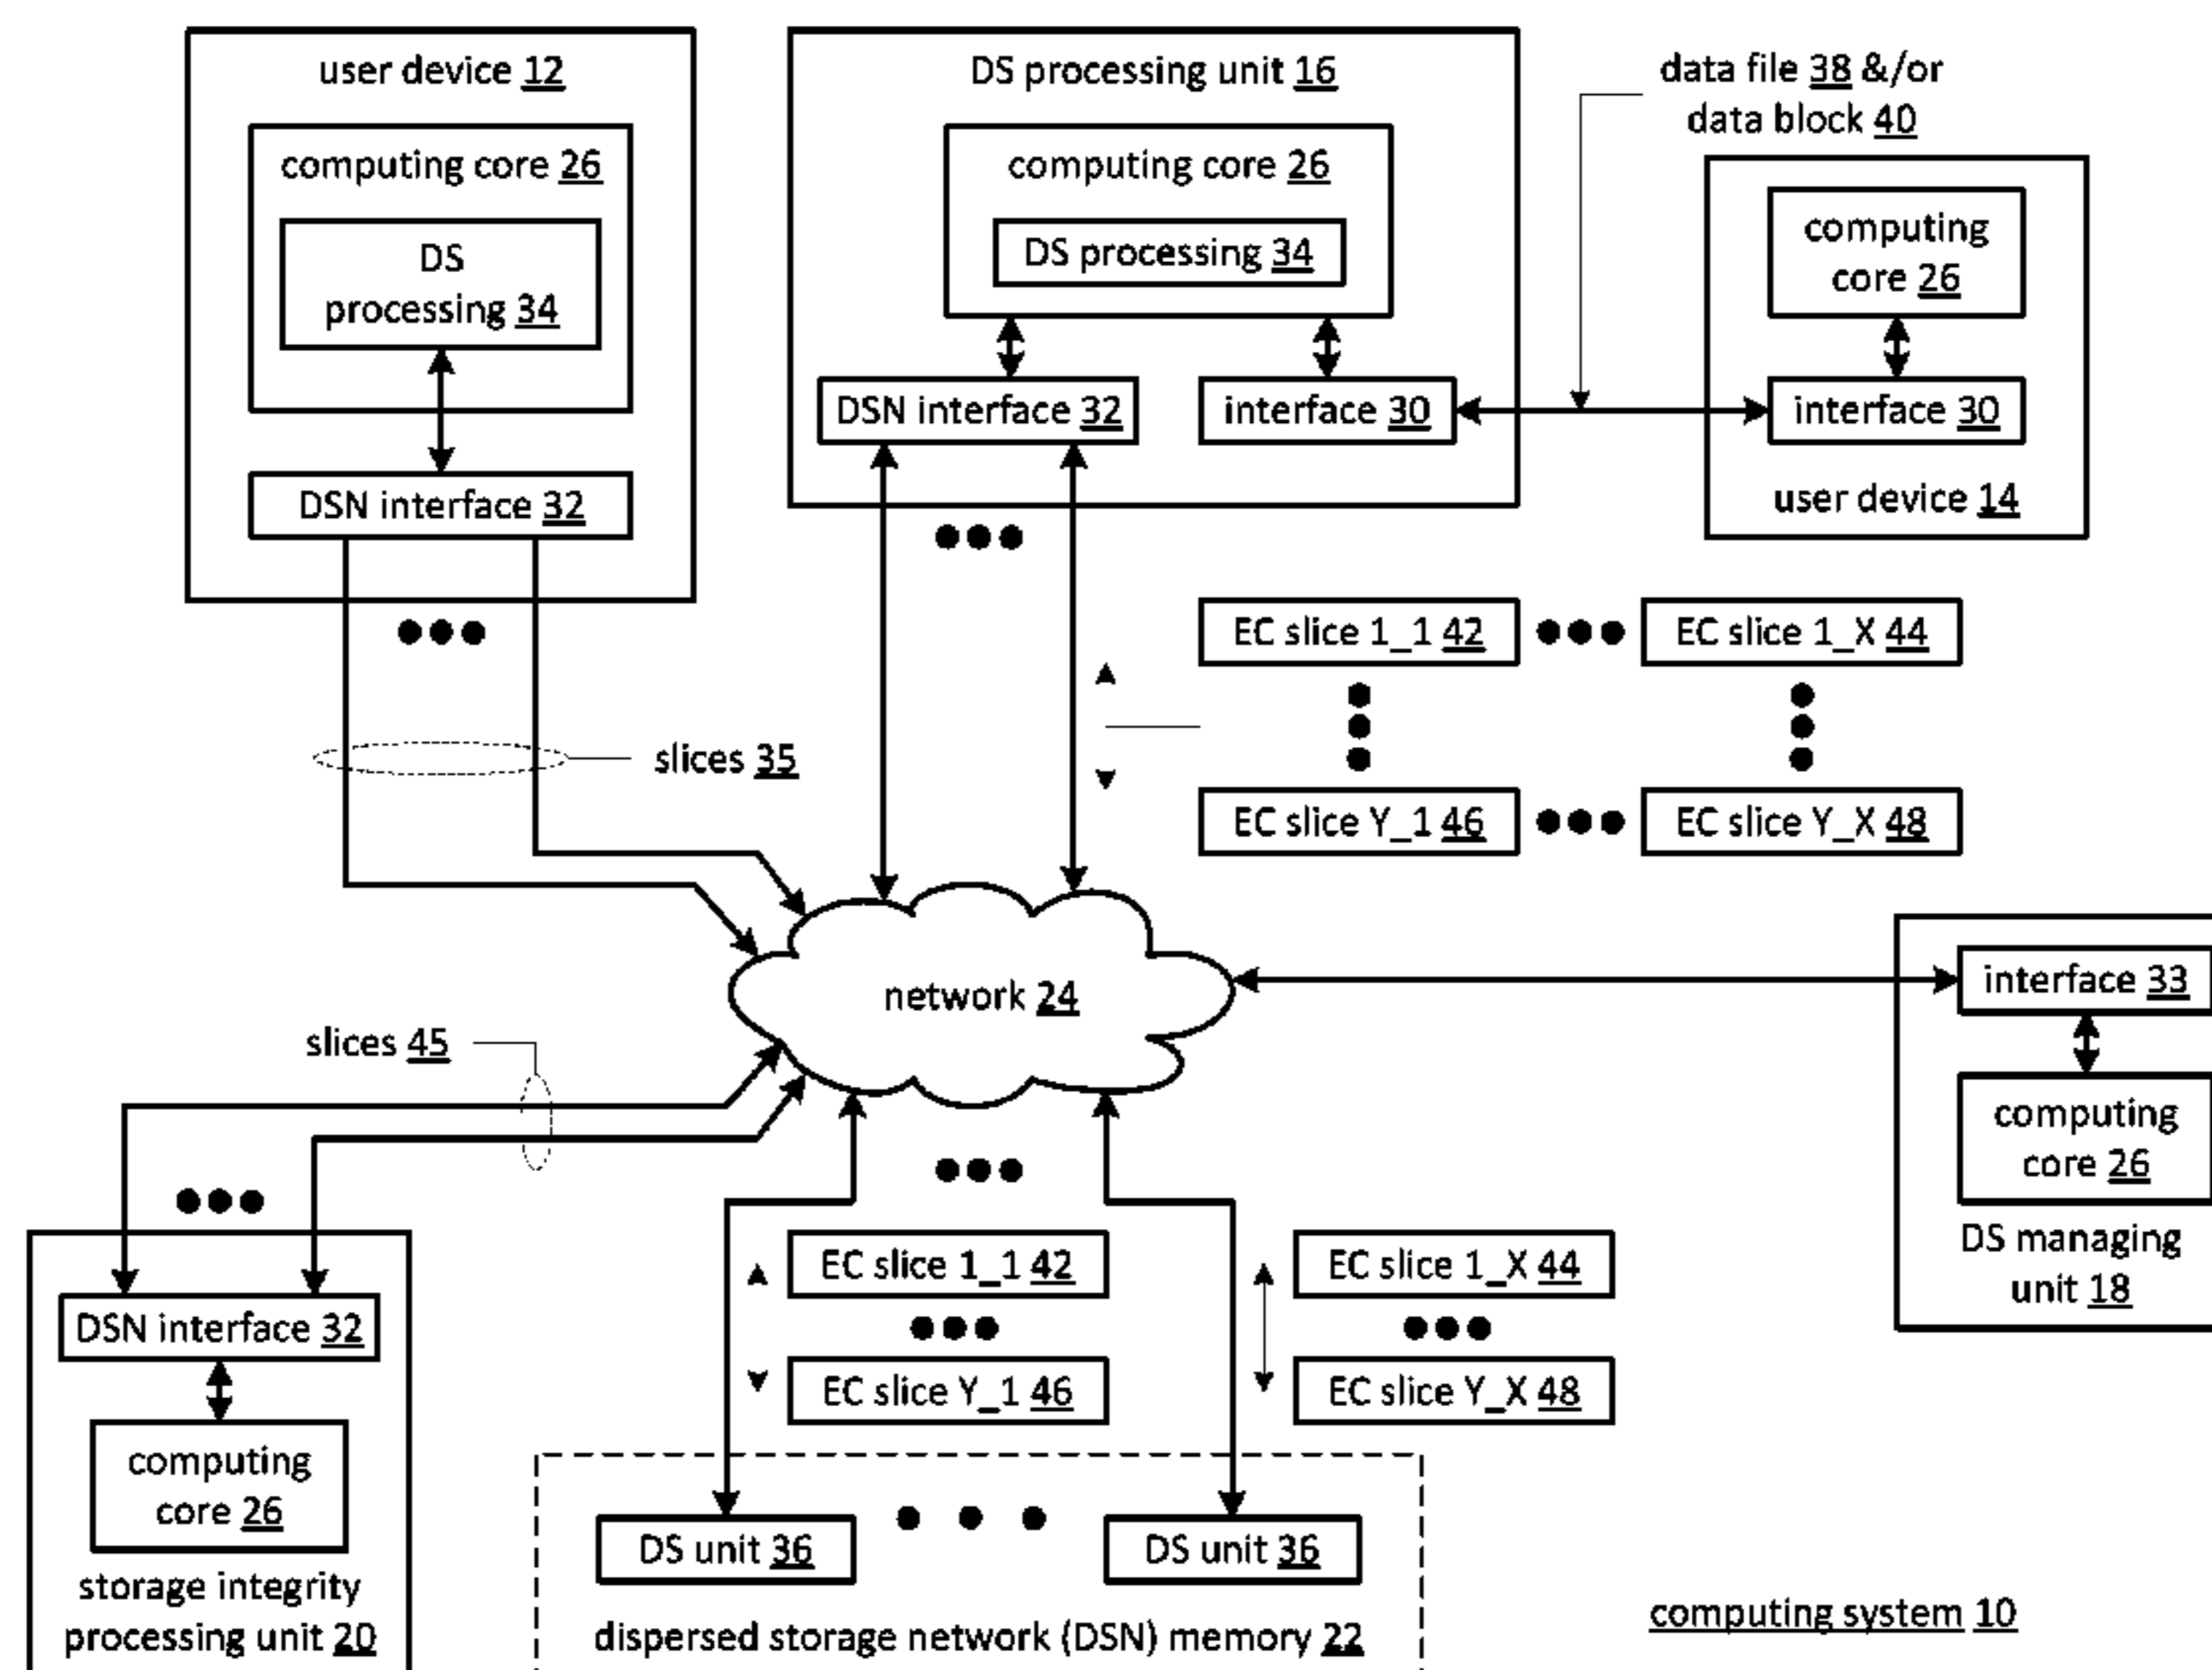 user device 12
computing core 26
DS
processing 34
DSN interface 32
DS processing unit 16
computing core 26
DS processing 34
DSN interface 32
interface 30
data file 38 &/or
data block 40
computing
core 26
interface 30
user device 14
EC slice 1_1 42
EC slice 1_X 44
EC slice Y_1 46
EC slice Y_X 48
slices 35
network 24
interface 33
computing
core 26
DS managing
unit 18
slices 45
DSN interface 32
computing
core 26
storage integrity
processing unit 20
EC slice 1_1 42
EC slice Y_1 46
EC slice 1_X 44
EC slice Y_X 48
DS unit 36
DS unit 36
dispersed storage network (DSN) memory 22
computing system 10